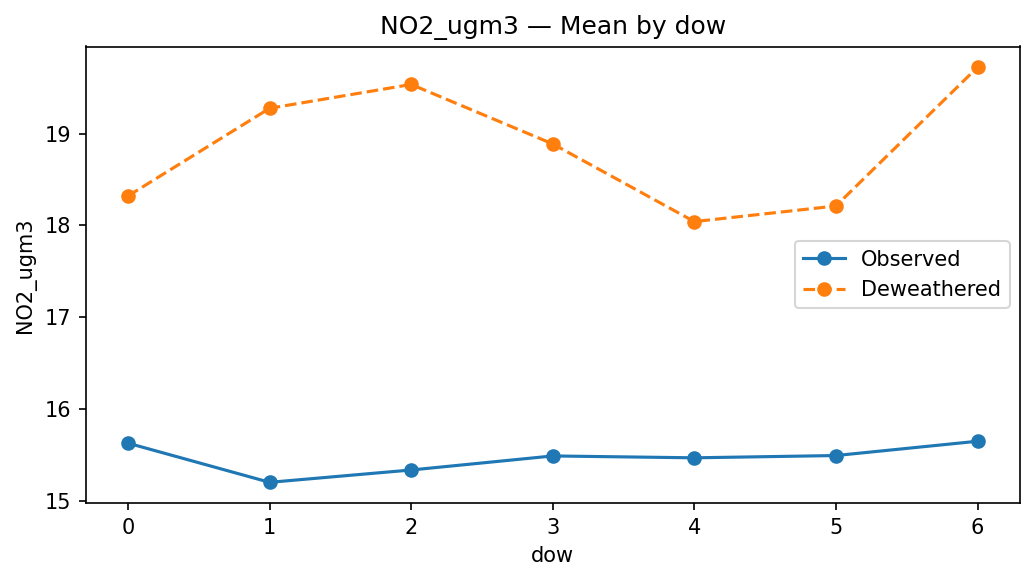 NO2_ugm3 — Mean by dow
NO2_ugm3
19
18
17
16
15
Observed
Deweathered
0 1 2 3 4 5 6
dow